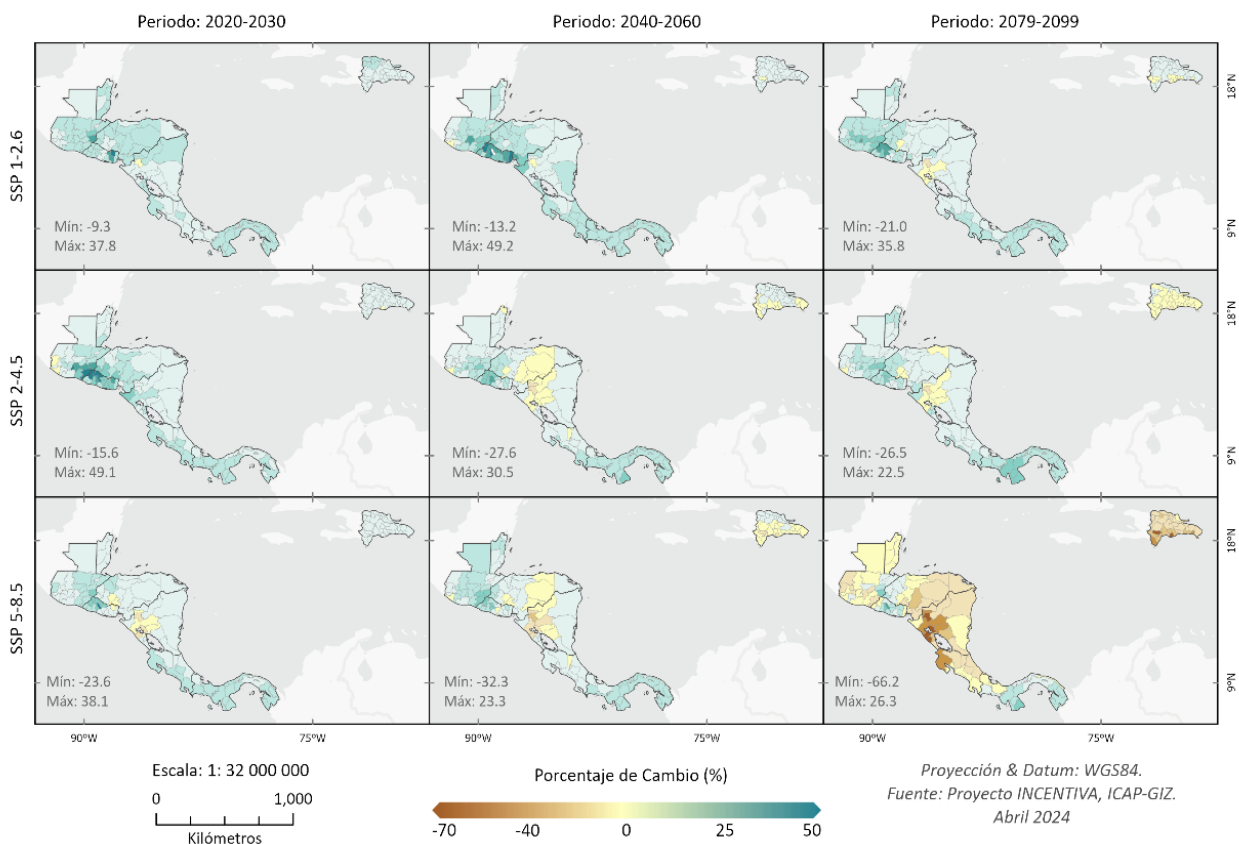 Periodo: 2020-2030
Periodo: 2040-2060
Periodo: 2079-2099
SSP 1-2.6
Mín: -9.3
Máx: 37.8
Mín: -13.2
Máx: 49.2
Mín: -21.0
Máx: 35.8
18°N
9°N
SSP 2-4.5
Mín: -15.6
Máx: 49.1
Mín: -27.6
Máx: 30.5
Mín: -26.5
Máx: 22.5
18°N
9°N
SSP 5-8.5
Mín: -23.6
Máx: 38.1
Mín: -32.3
Máx: 23.3
Mín: -66.2
Máx: 26.3
18°N
9°N
90°W
75°W
90°W
75°W
90°W
75°W
Escala: 1: 32 000 000
0
1,000
Kilómetros
Porcentaje de Cambio (%)
-70
-40
0
25
50
Proyección & Datum: WGS84.
Fuente: Proyecto INCENTIVA, ICAP-GIZ.
Abril 2024